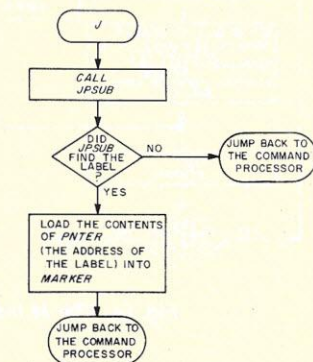 J
CALL
JPSUB
DID
JPSUB
FIND THE
LABEL
?
NO
JUMP BACK TO
THE COMMAND
PROCESSOR
YES
LOAD THE CONTENTS
OF PNTER
(THE ADDRESS OF
THE LABEL) INTO
MARKER
JUMP BACK TO
THE COMMAND
PROCESSOR